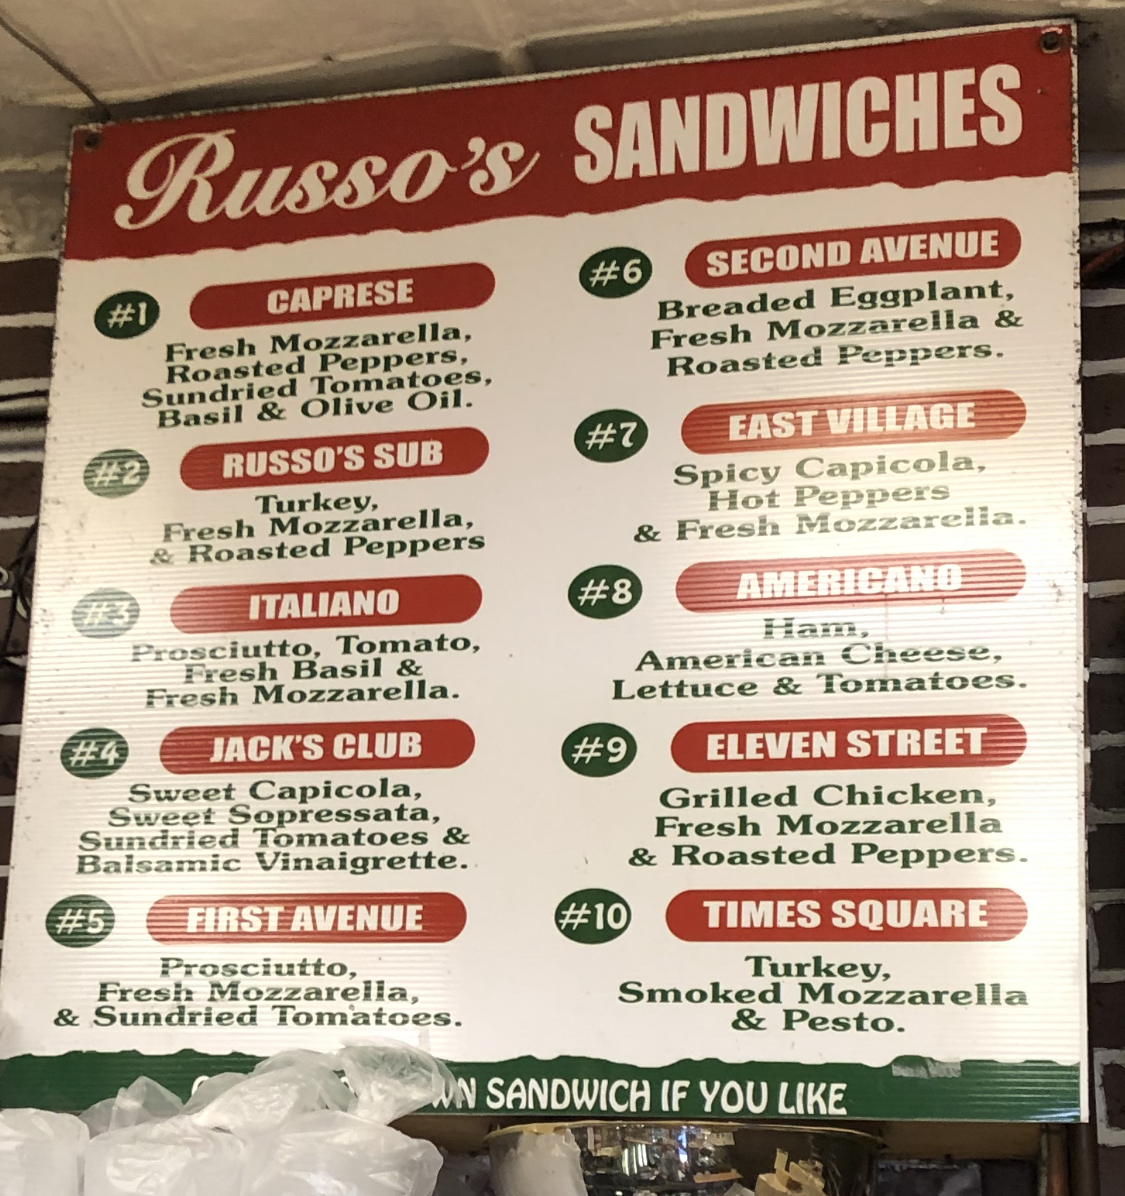 Russo's SANDWICHES
#1 CAPRESE
Fresh Mozzarella,
Roasted Peppers,
Sundried Tomatoes,
Basil & Olive Oil.
#2 RUSSO'S SUB
Turkey,
Fresh Mozzarella,
& Roasted Peppers
#3 ITALIANO
Prosciutto, Tomato,
Fresh Basil &
Fresh Mozzarella.
#4 JACK'S CLUB
Sweet Capicola,
Sweet Sopressata,
Sundried Tomatoes &
Balsamic Vinaigrette.
#5 FIRST AVENUE
Prosciutto,
Fresh Mozzarella,
& Sundried Tomatoes.
#6 SECOND AVENUE
Breaded Eggplant,
Fresh Mozzarella &
Roasted Peppers.
#7 EAST VILLAGE
Spicy Capicola,
Hot Peppers
& Fresh Mozzarella.
#8 AMERICANO
Ham,
American Cheese,
Lettuce & Tomatoes.
#9 ELEVEN STREET
Grilled Chicken,
Fresh Mozzarella
& Roasted Peppers.
#10 TIMES SQUARE
Turkey,
Smoked Mozzarella
& Pesto.
SANDWICH IF YOU LIKE